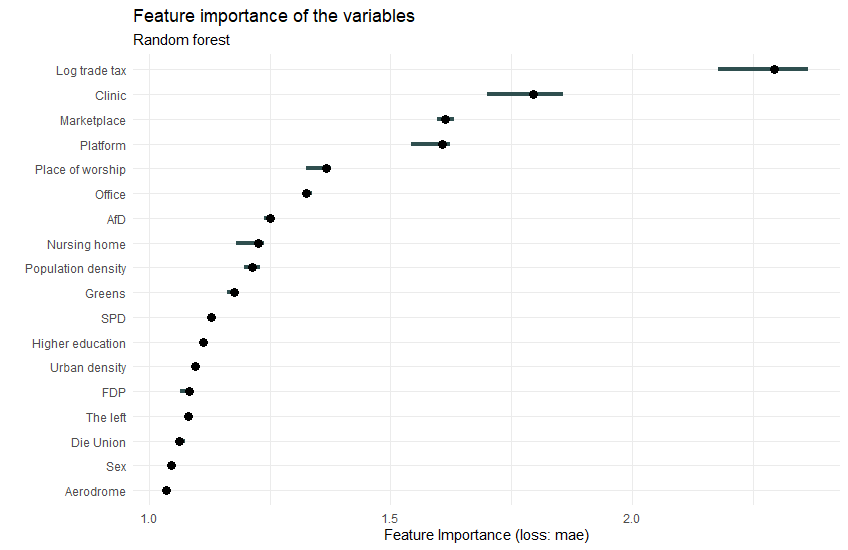 Feature importance of the variables
Random forest
Log trade tax
Clinic
Marketplace
Platform
Place of worship
Office
AfD
Nursing home
Population density
Greens
SPD
Higher education
Urban density
FDP
The left
Die Union
Sex
Aerodrome
1.0 1.5 2.0
Feature Importance (loss: mae)